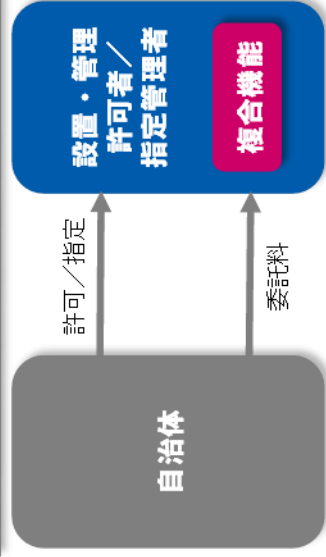 設置・管理
許可者／
指定管理者
複合機能
許可／指定
委託料
自治体